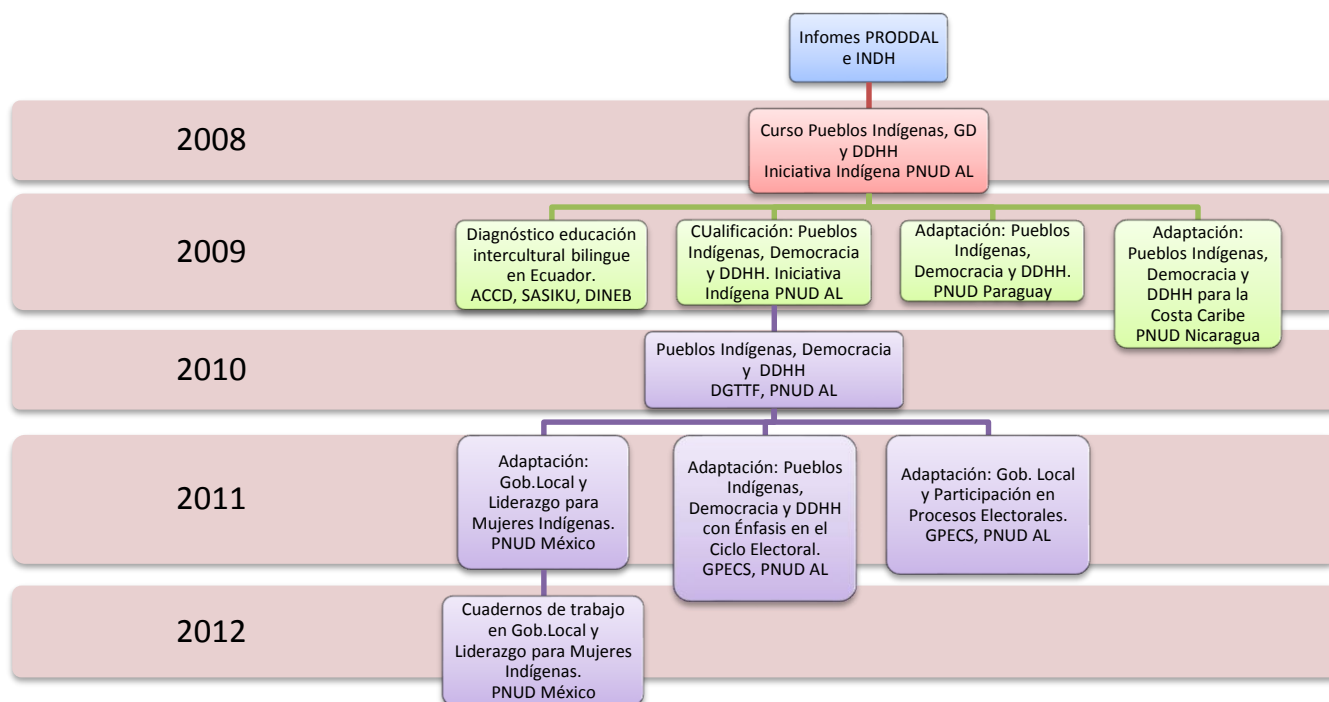 Infomes PRODDAL
e INDH
2008
Curso Pueblos Indígenas, GD
y DDHH
Iniciativa Indígena PNUD AL
2009
Diagnóstico educación
intercultural bilingue
en Ecuador.
ACCD, SASIKU, DINEB
CUalificación: Pueblos
Indígenas, Democracia
y DDHH. Iniciativa
Indígena PNUD AL
Adaptación: Pueblos
Indígenas,
Democracia y DDHH.
PNUD Paraguay
Adaptación:
Pueblos Indígenas,
Democracia y
DDHH para la
Costa Caribe
PNUD Nicaragua
2010
Pueblos Indígenas, Democracia
y DDHH
DGTTF, PNUD AL
2011
Adaptación:
Gob.Local y
Liderazgo para
Mujeres Indígenas.
PNUD México
Adaptación: Pueblos
Indígenas,
Democracia y DDHH
con Énfasis en el
Ciclo Electoral.
GPECS, PNUD AL
Adaptación: Gob. Local
y Participación en
Procesos Electorales.
GPECS, PNUD AL
2012
Cuadernos de trabajo
en Gob.Local y
Liderazgo para Mujeres
Indígenas.
PNUD México